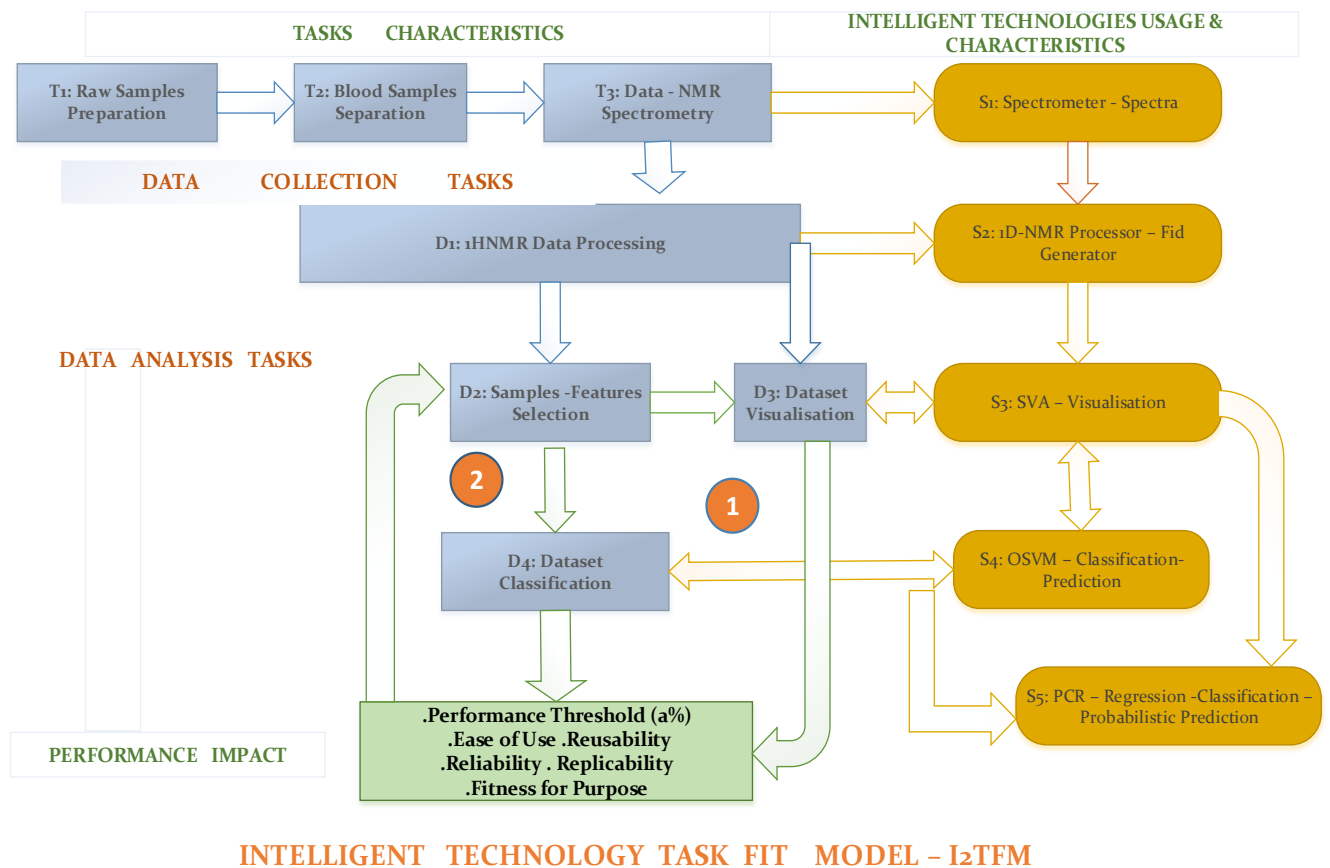 TASKS CHARACTERISTICS
INTELLIGENT TECHNOLOGIES USAGE &
CHARACTERISTICS
T1: Raw Samples
Preparation
T2: Blood Samples
Separation
T3: Data - NMR
Spectrometry
S1: Spectrometer - Spectra
DATA COLLECTION TASKS
D1: 1HNMR Data Processing
S2: 1D-NMR Processor – Fid
Generator
DATA ANALYSIS TASKS
D2: Samples -Features
Selection
D3: Dataset
Visualisation
S3: SVA – Visualisation
2
1
D4: Dataset
Classification
S4: OSVM – Classification-
Prediction
S5: PCR – Regression -Classification –
Probabilistic Prediction
.Performance Threshold (a%)
.Ease of Use .Reusability
.Reliability . Replicability
.Fitness for Purpose
PERFORMANCE IMPACT
INTELLIGENT TECHNOLOGY TASK FIT MODEL – I2TFM